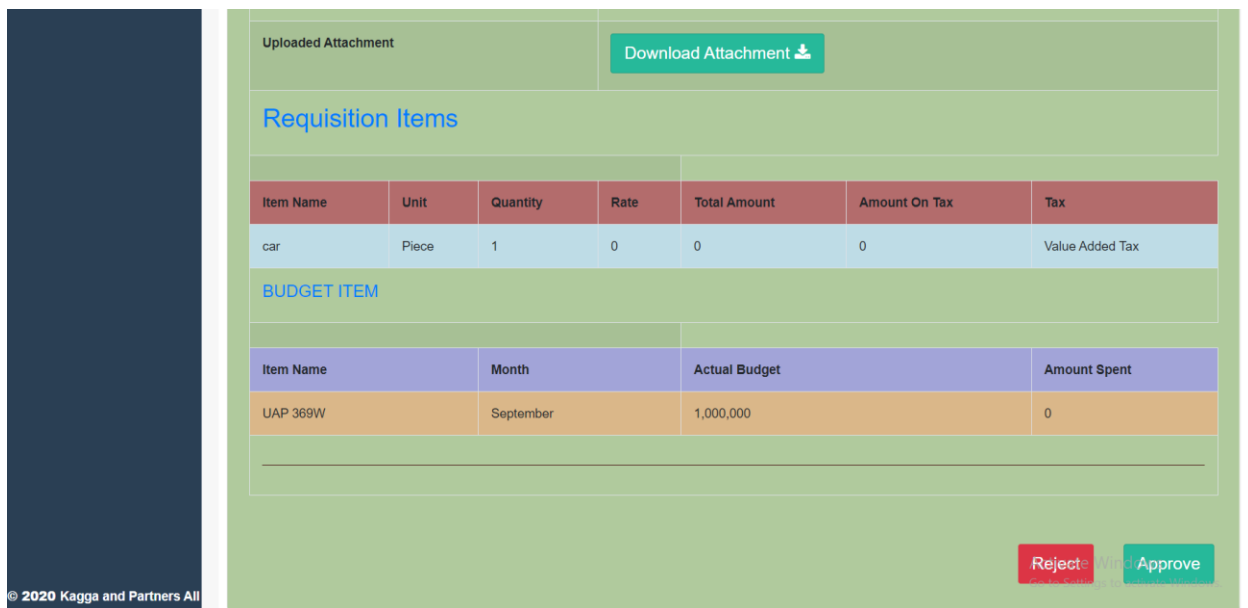 Uploaded Attachment
Download Attachment
Requisition Items
Item Name Unit Quantity Rate Total Amount Amount On Tax Tax
car Piece 1 0 0 0 Value Added Tax
BUDGET ITEM
Item Name Month Actual Budget Amount Spent
UAP 369W September 1,000,000 0
Reject Approve
© 2020 Kagga and Partners All